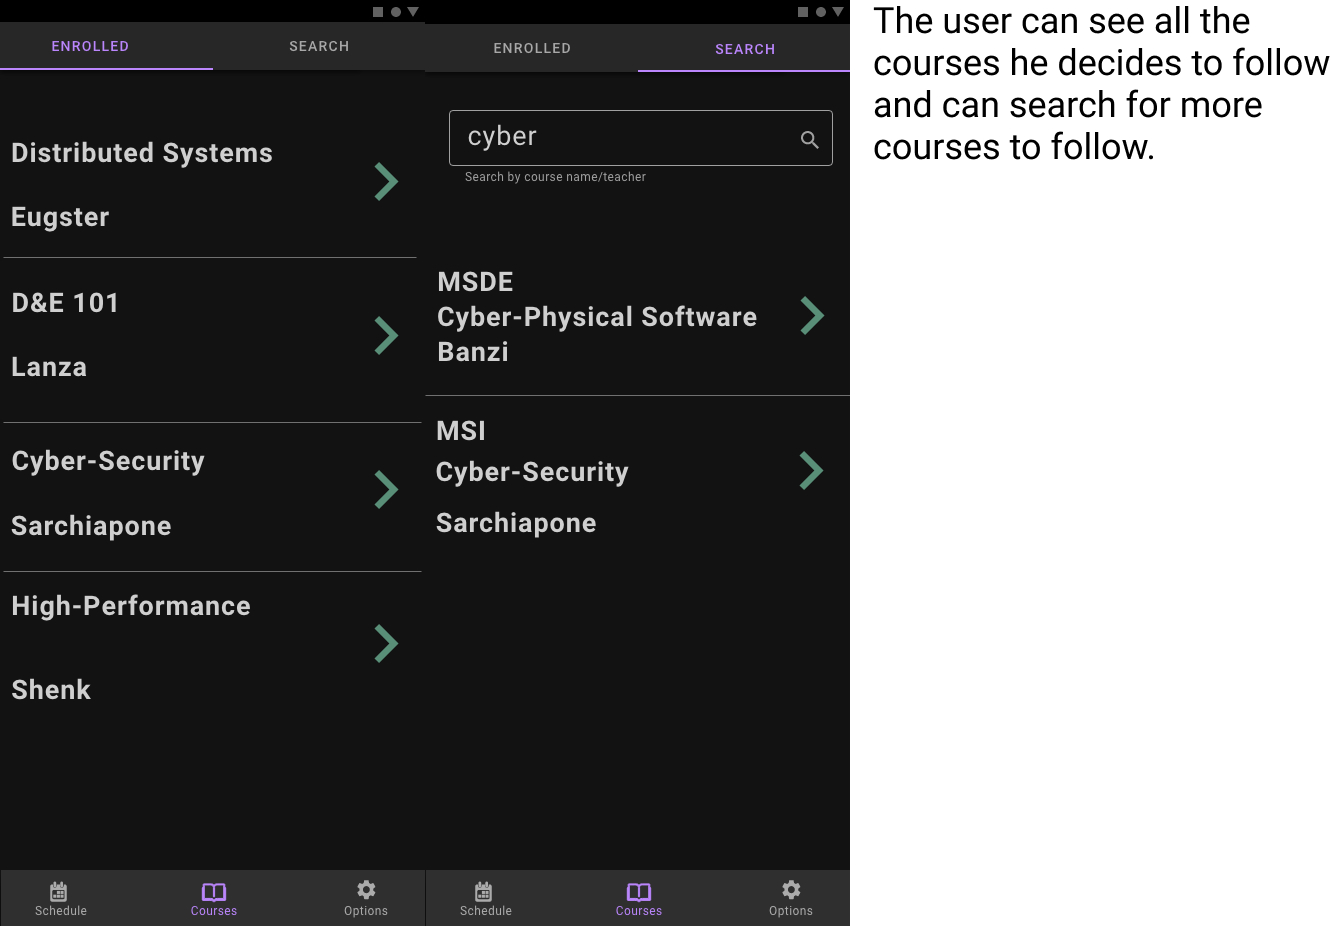 ENROLLED
SEARCH
Distributed Systems
Eugster
D&E 101
Lanza
Cyber-Security
Sarchiapone
High-Performance
Shenk
Schedule
Courses
Options
ENROLLED
SEARCH
cyber
Search by course name/teacher
MSDE
Cyber-Physical Software
Banzi
MSI
Cyber-Security
Sarchiapone
Schedule
Courses
Options
The user can see all the
courses he decides to follow
and can search for more
courses to follow.